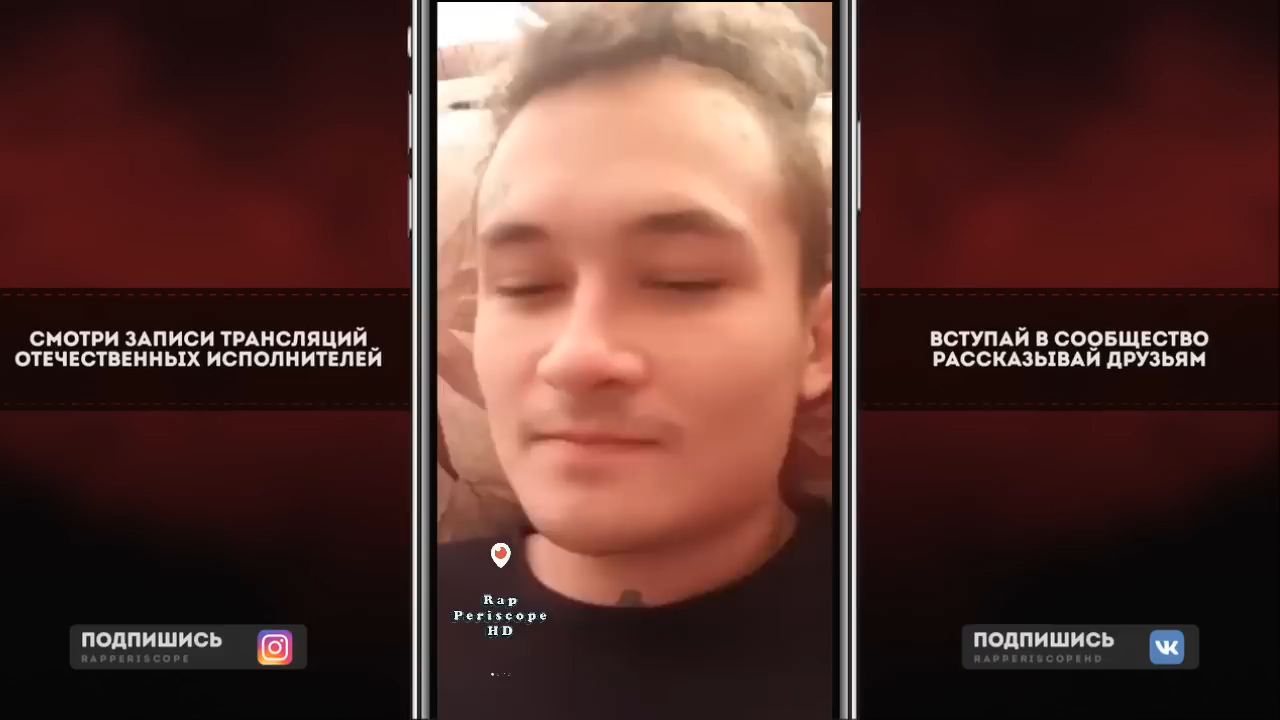 СМОТРИ ЗАПИСИ ТРАНСЛЯЦИЙ
ОТЕЧЕСТВЕННЫХ ИСПОЛНИТЕЛЕЙ
ВСТУПАЙ В СООБЩЕСТВО
РАССКАЗЫВАЙ ДРУЗЬЯМ
Rap
Periscope
HD
ПОДПИШИСЬ
RAPPERISCOPE
ПОДПИШИСЬ
RAPPERISCOPEHD